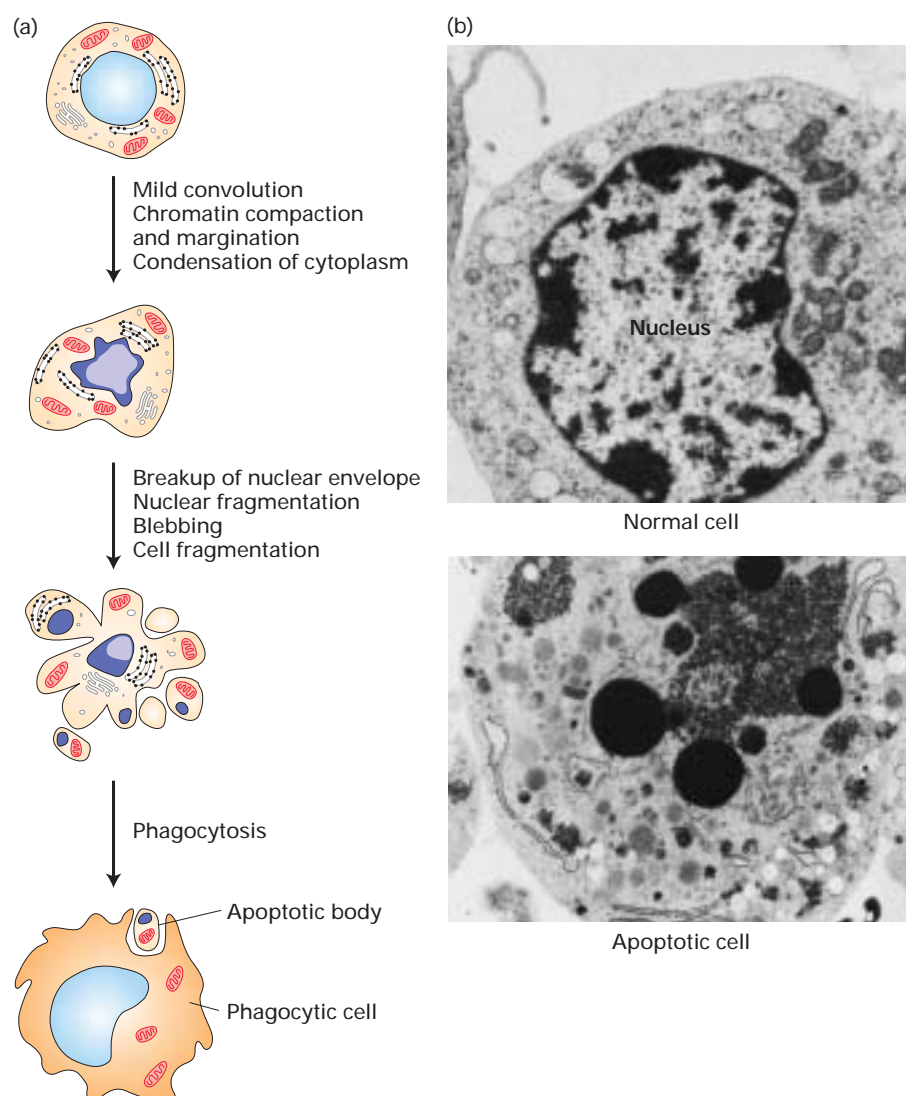 (a)
Mild convolution
Chromatin compaction
and margination
Condensation of cytoplasm
Breakup of nuclear envelope
Nuclear fragmentation
Blebbing
Cell fragmentation
Phagocytosis
Apoptotic body
Phagocytic cell
(b)
Nucleus
Normal cell
Apoptotic cell